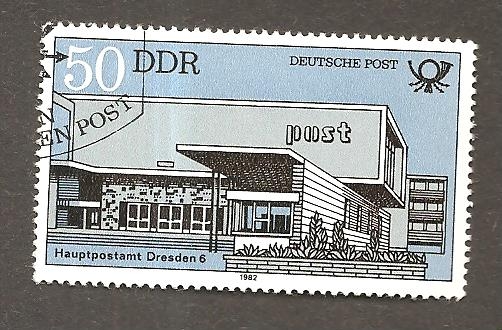 50 DDR
DEUTSCHE POST
N
EN POST
post
Hauptpostamt Dresden 6
1982